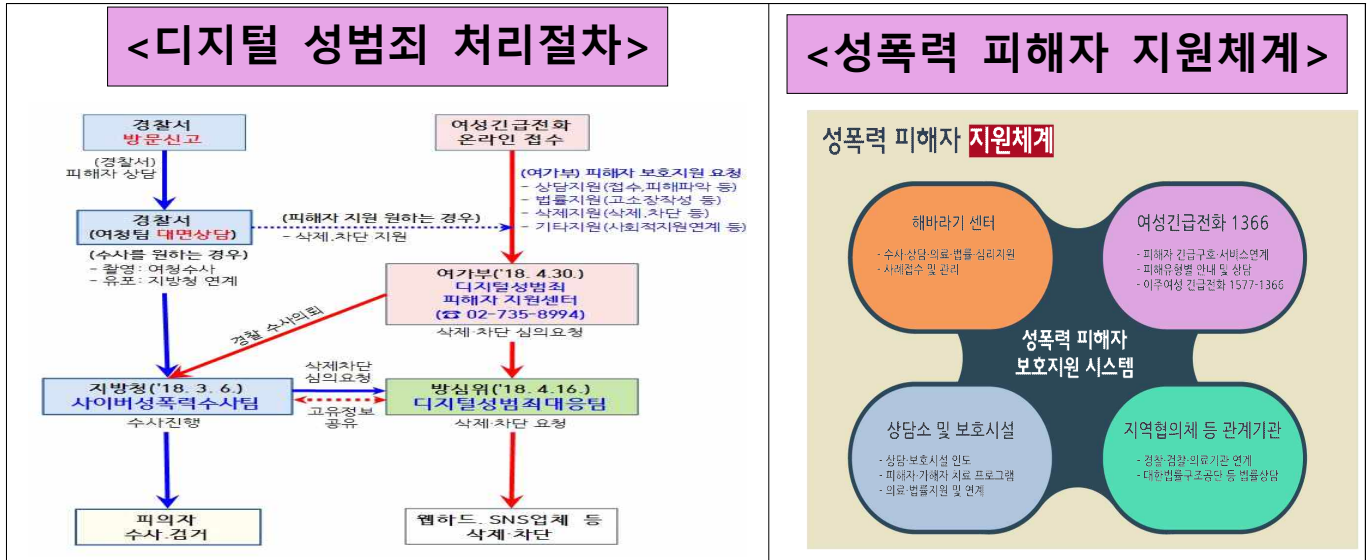 <디지털 성범죄 처리절차>
경찰서
방문신고
여성긴급전화
온라인 접수
(경찰서)
피해자 상담
(여가부) 피해자 보호지원 요청
- 상담지원(접수,피해파악 등)
- 법률지원(고소장작성 등)
- 삭제지원(삭제,차단 등)
- 기타지원(사회적지원연계 등)
경찰서
(여청팀 대면상담)
(피해자 지원 원하는 경우)
- 삭제,차단 지원
(수사를 원하는 경우)
- 촬영: 여청수사
- 유포: 지방청 연계
여가부('18. 4.30.)
디지털성범죄
피해자 지원센터
(☎ 02-735-8994)
삭제·차단 심의요청
경찰 수사의뢰
지방청('18. 3. 6.)
사이버성폭력수사팀
수사진행
삭제차단
심의요청
고유정보
공유
방심위('18. 4.16.)
디지털성범죄대응팀
삭제·차단 요청
피의자
수사.검거
웹하드. SNS업체 등
삭제·차단
<성폭력 피해자 지원체계>
성폭력 피해자 지원체계
해바라기 센터
- 수사·상담·의료·법률·심리지원
- 사례접수 및 관리
여성긴급전화 1366
- 피해자 긴급구호·서비스연계
- 피해유형별 안내 및 상담
- 이주여성 긴급전화 1577-1366
성폭력 피해자
보호지원 시스템
상담소 및 보호시설
- 상담·보호시설 인도
- 피해자·가해자 치료 프로그램
- 의료·법률지원 및 연계
지역협의체 등 관계기관
- 경찰·검찰·의료기관 연계
- 대한법률구조공단 등 법률상담